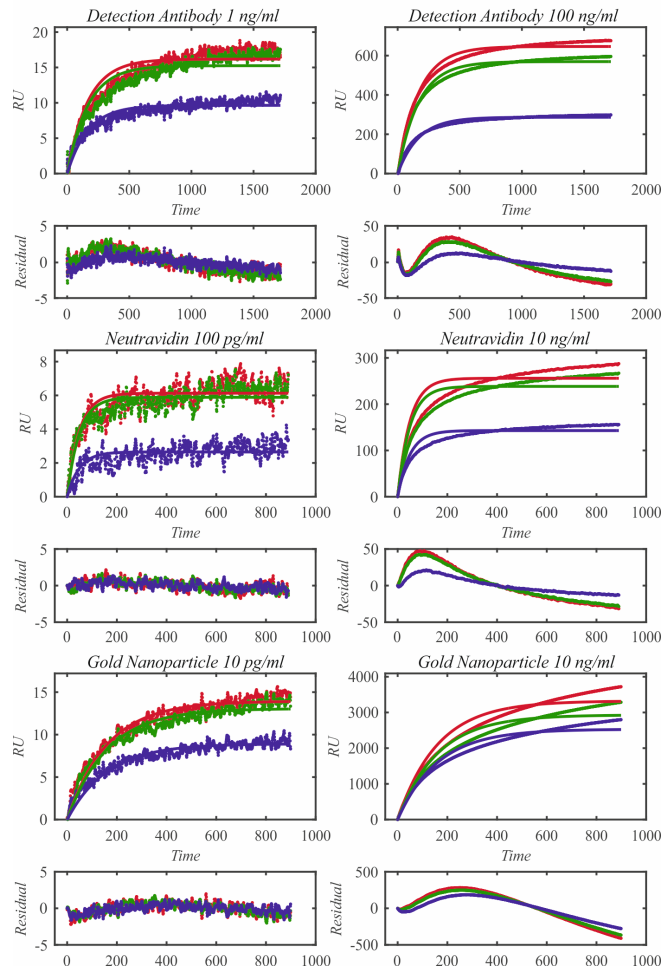 Detection Antibody 1 ng/ml
20
15
10
5
0
RU
0 500 1000 1500 2000
Time
5
0
-5
Residual
0 500 1000 1500 2000
Detection Antibody 100 ng/ml
600
400
200
0
RU
0 500 1000 1500 2000
Time
50
0
-50
Residual
0 500 1000 1500 2000
Neutravidin 100 pg/ml
8
6
4
2
0
RU
0 200 400 600 800 1000
Time
5
0
-5
Residual
0 200 400 600 800 1000
Neutravidin 10 ng/ml
300
200
100
0
RU
0 200 400 600 800 1000
Time
50
0
-50
Residual
0 200 400 600 800 1000
Gold Nanoparticle 10 pg/ml
15
10
5
0
RU
0 200 400 600 800 1000
Time
5
0
-5
Residual
0 200 400 600 800 1000
Gold Nanoparticle 10 ng/ml
4000
3000
2000
1000
0
RU
0 200 400 600 800 1000
Time
500
0
-500
Residual
0 200 400 600 800 1000